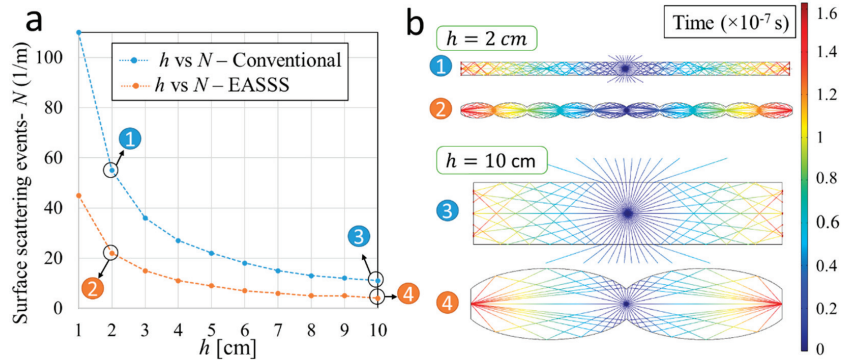 a
Surface scattering events- N (1/m)
100
80
60
40
20
0
h vs N – Conventional
h vs N – EASSS
1
2
3
4
1 2 3 4 5 6 7 8 9 10
h [cm]
b
Time (×10-7 s)
h = 2 cm
1
2
h = 10 cm
3
4
1.6
1.4
1.2
1
0.8
0.6
0.4
0.2
0